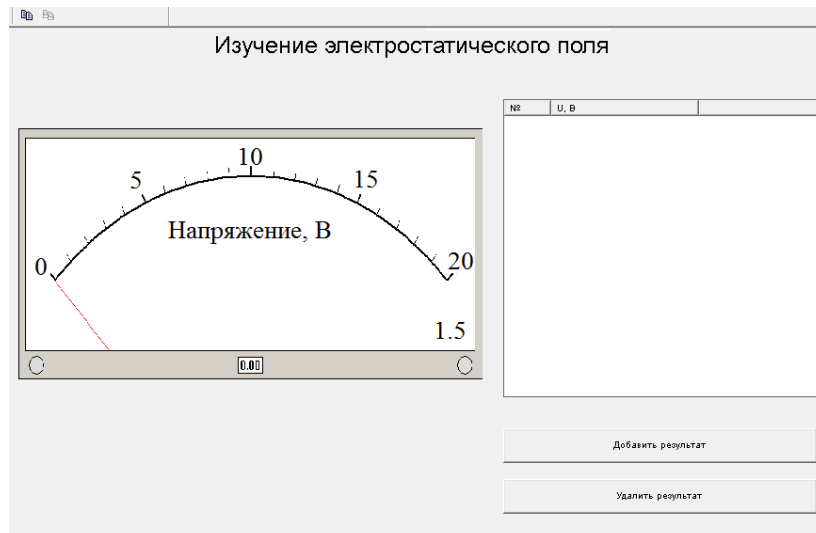 Изучение электростатического поля
№ U, В
0 5 10 15 20
Напряжение, В
1.5
0.00
Добавить результат
Удалить результат